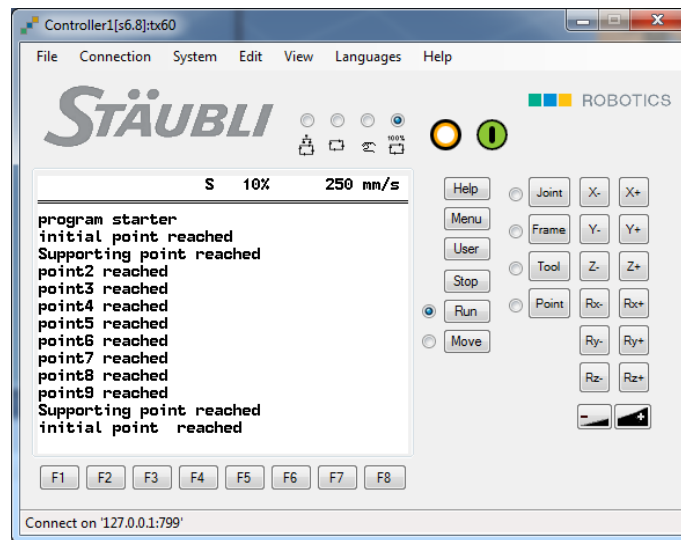 Controller1[s6.8]:tx60
File Connection System Edit View Languages Help
STÄUBLI
ROBOTICS
100%
S 10% 250 mm/s
program starter
initial point reached
Supporting point reached
point2 reached
point3 reached
point4 reached
point5 reached
point6 reached
point7 reached
point8 reached
point9 reached
Supporting point reached
initial point  reached
Help
Menu
User
Stop
Run
Move
Joint X- X+
Frame Y- Y+
Tool Z- Z+
Point Rx- Rx+
Ry- Ry+
Rz- Rz+
- +
F1 F2 F3 F4 F5 F6 F7 F8
Connect on '127.0.0.1:799'